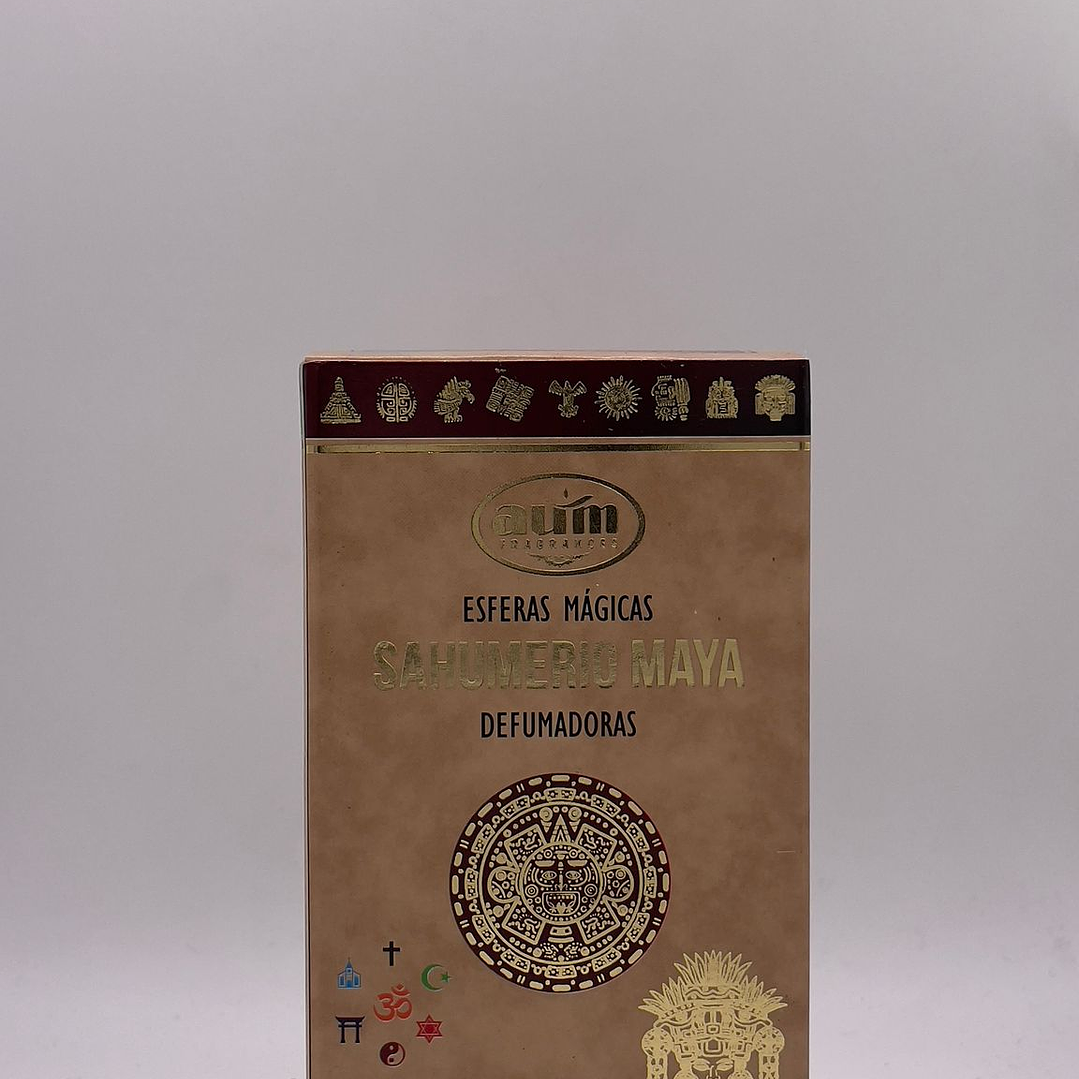 aum
FRAGRANCES
ESFERAS MÁGICAS
SAHUMERIO MAYA
DEFUMADORAS
ॐ